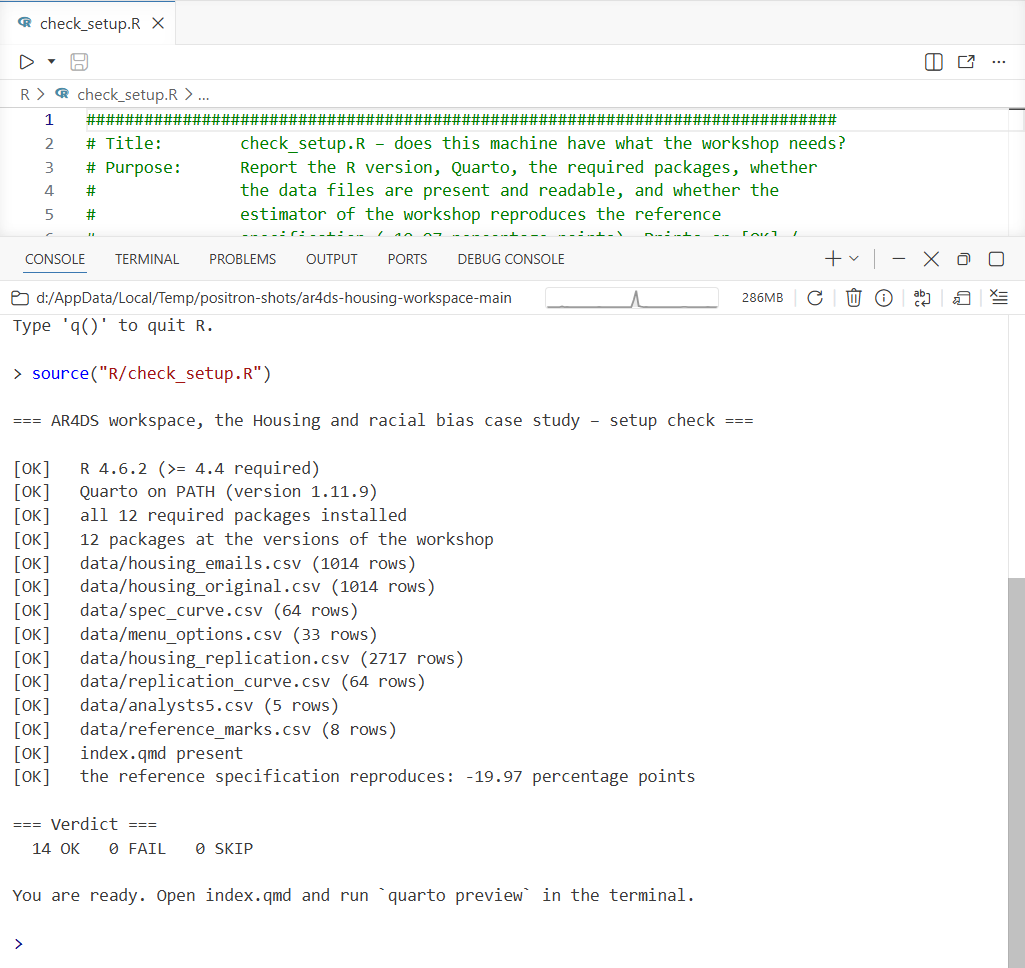 check_setup.R
R > check_setup.R > ...
1 ##############################################################################
2 # Title: check_setup.R – does this machine have what the workshop needs?
3 # Purpose: Report the R version, Quarto, the required packages, whether
4 # the data files are present and readable, and whether the
5 # estimator of the workshop reproduces the reference
CONSOLE TERMINAL PROBLEMS OUTPUT PORTS DEBUG CONSOLE
d:/AppData/Local/Temp/positron-shots/ar4ds-housing-workspace-main 286MB
Type 'q()' to quit R.
> source("R/check_setup.R")
=== AR4DS workspace, the Housing and racial bias case study – setup check ===
[OK] R 4.6.2 (>= 4.4 required)
[OK] Quarto on PATH (version 1.11.9)
[OK] all 12 required packages installed
[OK] 12 packages at the versions of the workshop
[OK] data/housing_emails.csv (1014 rows)
[OK] data/housing_original.csv (1014 rows)
[OK] data/spec_curve.csv (64 rows)
[OK] data/menu_options.csv (33 rows)
[OK] data/housing_replication.csv (2717 rows)
[OK] data/replication_curve.csv (64 rows)
[OK] data/analysts5.csv (5 rows)
[OK] data/reference_marks.csv (8 rows)
[OK] index.qmd present
[OK] the reference specification reproduces: -19.97 percentage points
=== Verdict ===
14 OK 0 FAIL 0 SKIP
You are ready. Open index.qmd and run `quarto preview` in the terminal.
>